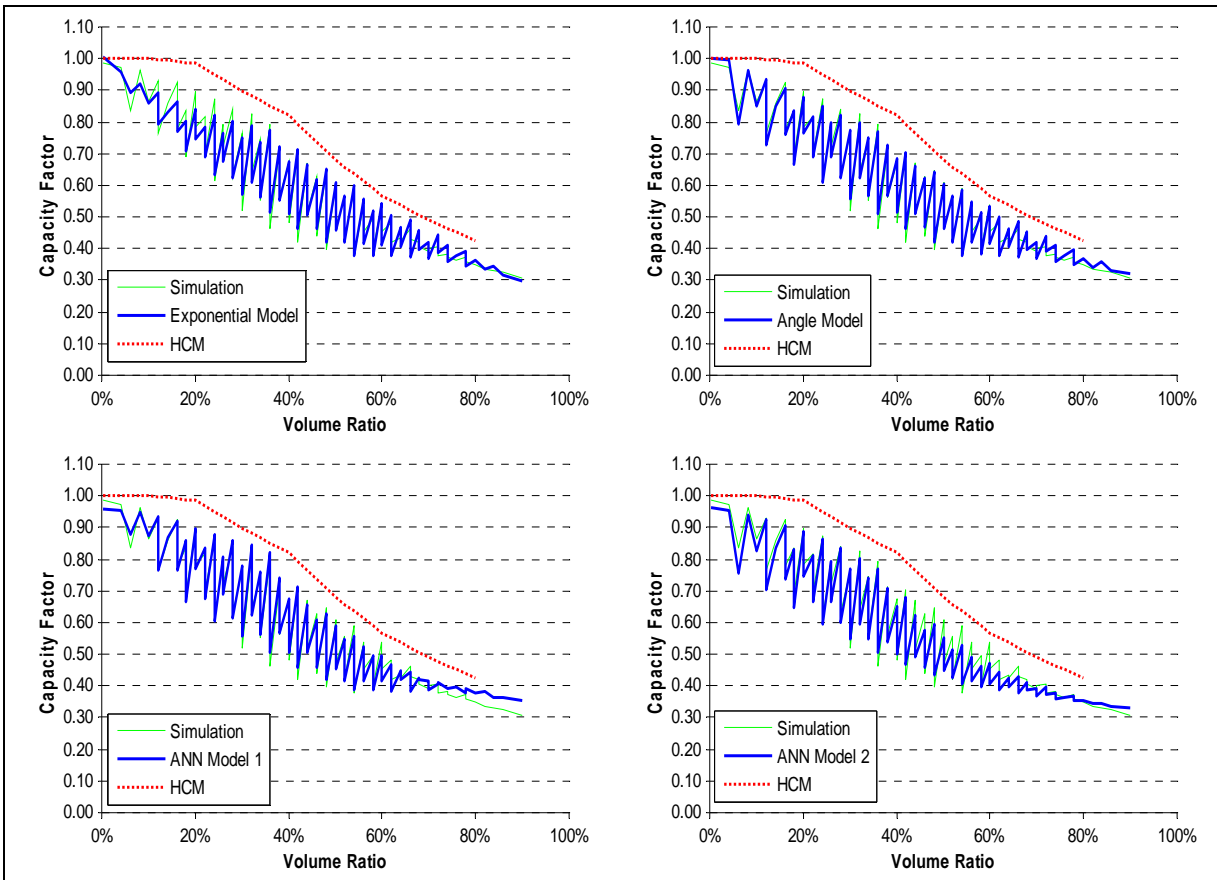 1.10
1.00
0.90
0.80
0.70
0.60
0.50
0.40
0.30
0.20
0.10
0.00
Capacity Factor
Simulation
Exponential Model
HCM
0% 20% 40% 60% 80% 100%
Volume Ratio
1.10
1.00
0.90
0.80
0.70
0.60
0.50
0.40
0.30
0.20
0.10
0.00
Capacity Factor
Simulation
Angle Model
HCM
0% 20% 40% 60% 80% 100%
Volume Ratio
1.10
1.00
0.90
0.80
0.70
0.60
0.50
0.40
0.30
0.20
0.10
0.00
Capacity Factor
Simulation
ANN Model 1
HCM
0% 20% 40% 60% 80% 100%
Volume Ratio
1.10
1.00
0.90
0.80
0.70
0.60
0.50
0.40
0.30
0.20
0.10
0.00
Capacity Factor
Simulation
ANN Model 2
HCM
0% 20% 40% 60% 80% 100%
Volume Ratio